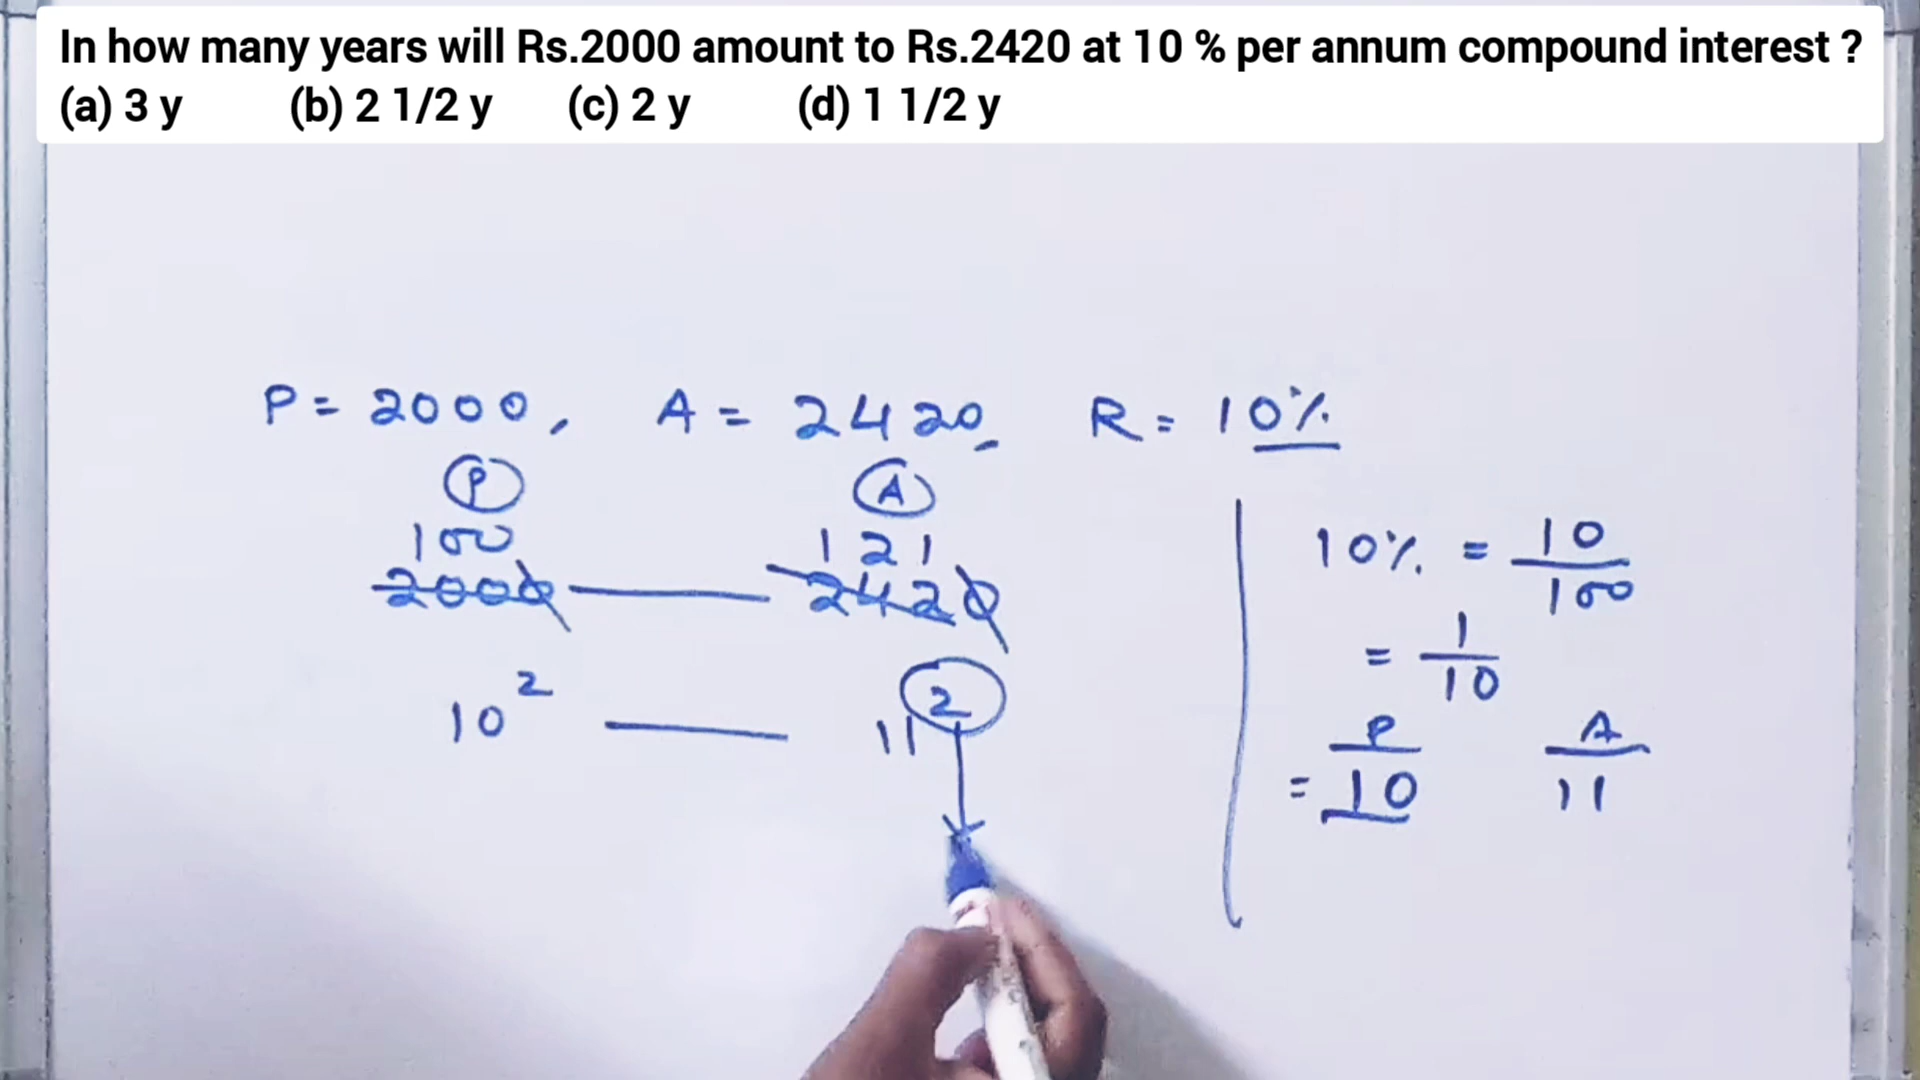 In how many years will Rs.2000 amount to Rs.2420 at 10 % per annum compound interest ?
(a) 3 y (b) 2 1/2 y (c) 2 y (d) 1 1/2 y
P = 2000, A = 2420, R = 10%
P A
100 121
2000 — 2420
10² — 11²
10% = 10/100
= 1/10
P A
= 10 11